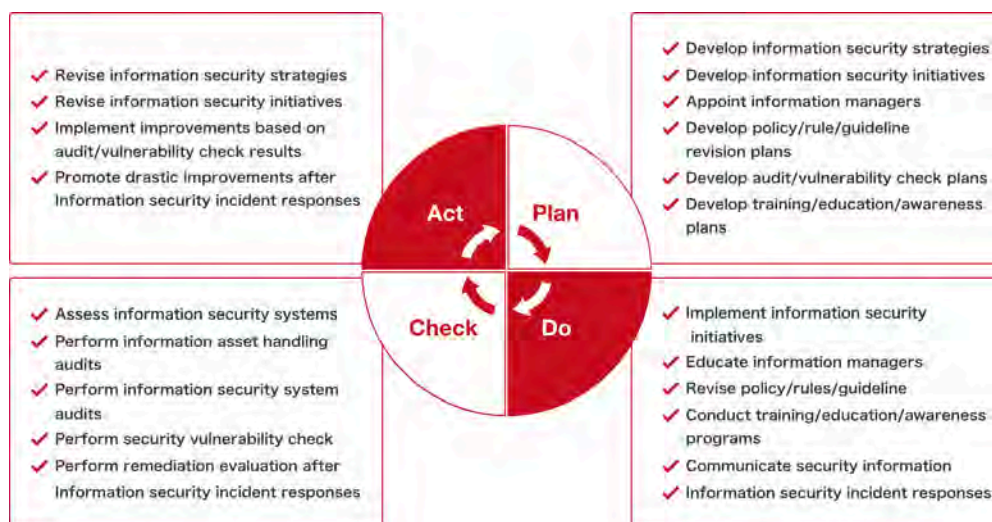 Revise information security strategies
Revise information security initiatives
Implement improvements based on
audit/vulnerability check results
Promote drastic improvements after
Information security incident responses
Develop information security strategies
Develop information security initiatives
Appoint information managers
Develop policy/rule/guideline
revision plans
Develop audit/vulnerability check plans
Develop training/education/awareness
plans
Act
Plan
Check
Do
Assess information security systems
Perform information asset handling
audits
Perform information security system
audits
Perform security vulnerability check
Perform remediation evaluation after
Information security incident responses
Implement information security
initiatives
Educate information managers
Revise policy/rules/guideline
Conduct training/education/awareness
programs
Communicate security information
Information security incident responses